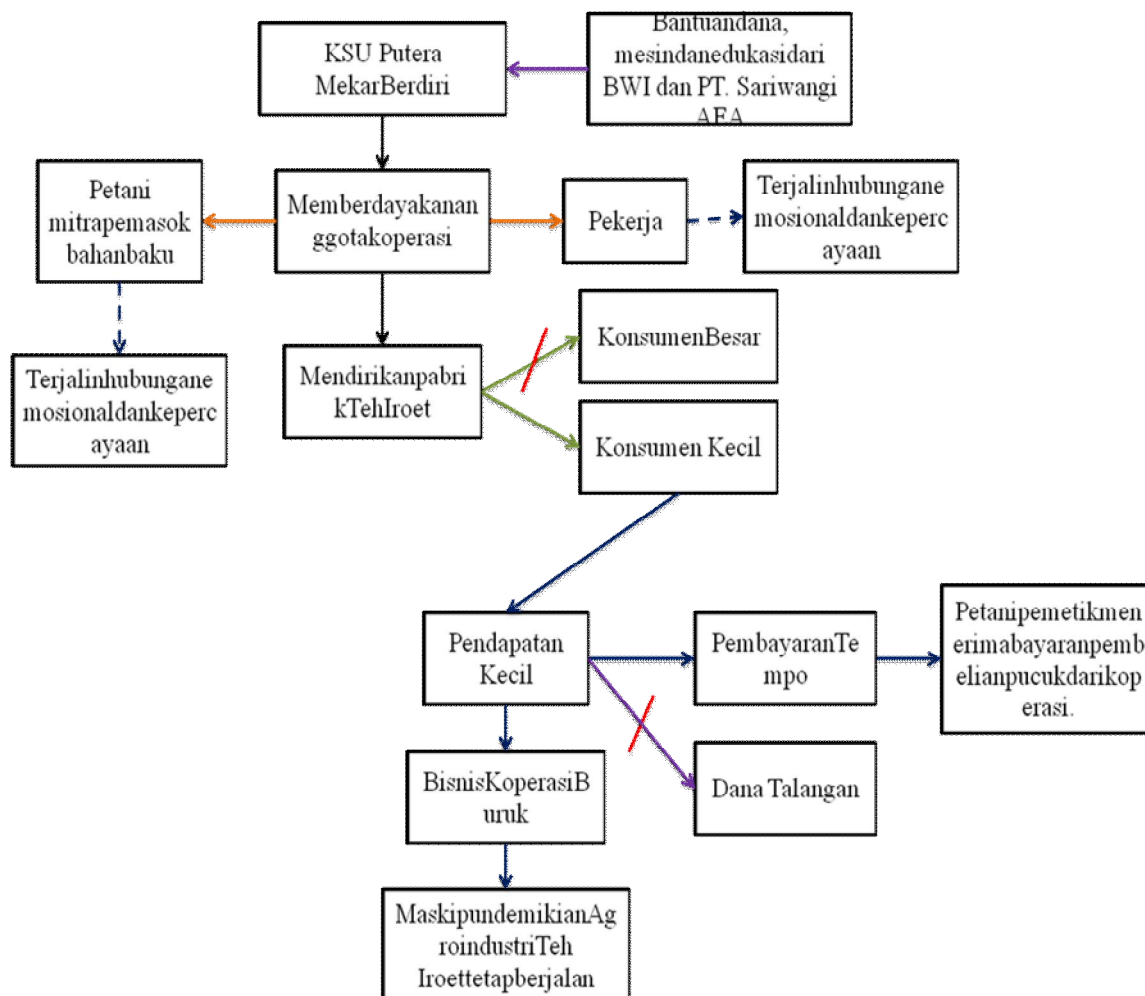 KSU Putera
MekarBerdiri
Bantuandana,
mesindanedukasidari
BWI dan PT. Sariwangi
AEA
Petani
mitrapemasok
bahanbaku
Memberdayakanan
ggotakoperasi
Pekerja
Terjalinhubungane
mosionaldankeperc
ayaan
Terjalinhubungane
mosionaldankeperc
ayaan
Mendirikanpabri
kTehIroet
KonsumenBesar
Konsumen Kecil
Pendapatan
Kecil
PembayaranTe
mpo
Petanipemetikmen
erimabayaranpemb
elianpucukdarikop
erasi.
BisnisKoperasiB
uruk
Dana Talangan
MaskipundemikianAg
roindustriTeh
Iroettetapberjalan